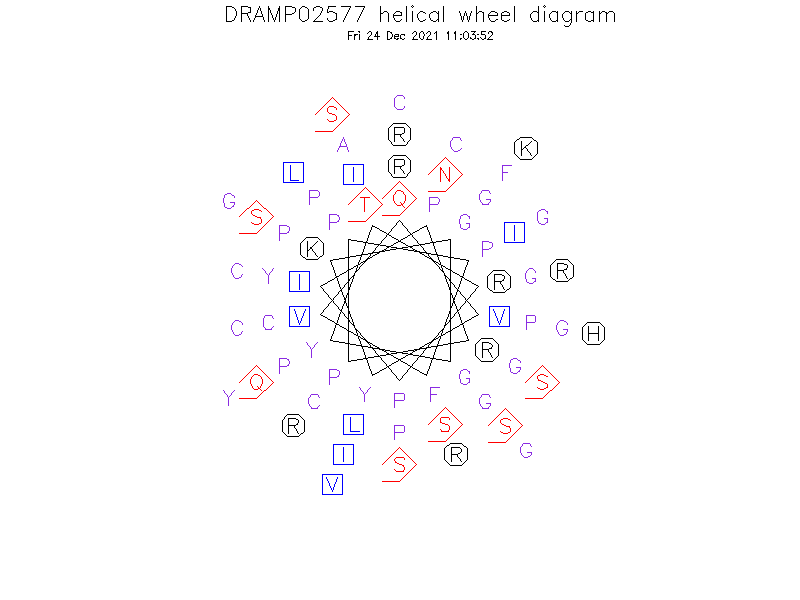 DRAMP02577 helical wheel diagram
Fri 24 Dec 2021 11:03:52
C
S
R
A C K
L I R N F
P T Q P G
G S P P G I G
K P
C Y I R G R
C C V V P G H
Y R
P P G G S
Y Q Y P F G
C
R L P S S
I S R G
V